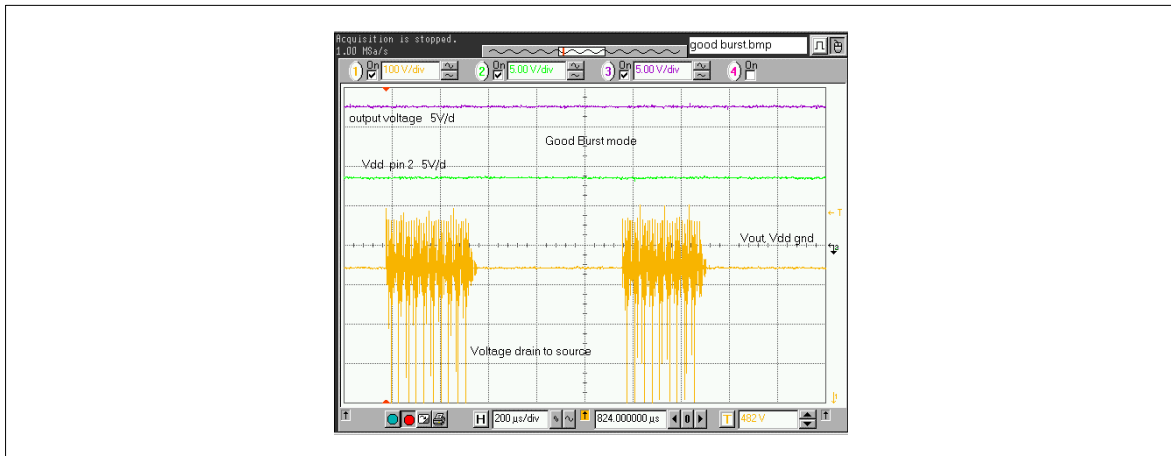 Acquisition is stopped.
1.00 MSa/s
good burst.bmp
1 On 100 V/div 2 On 5.00 V/div 3 On 5.00 V/div 4 On
output voltage 5V/d
Good Burst mode
Vdd pin 2 5V/d
T
Vout, Vdd gnd
Voltage drain to source
H 200 µs/div 824.000000 µs 0 T 482 V